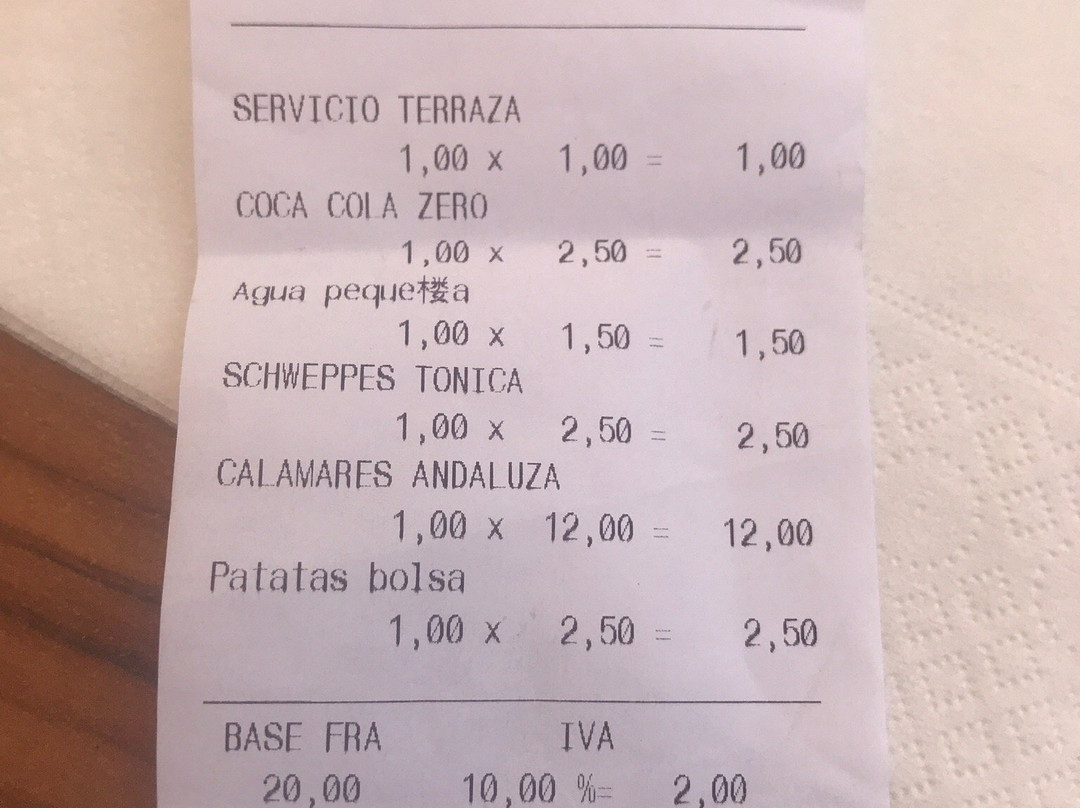 SERVICIO TERRAZA
1,00 x 1,00 = 1,00
COCA COLA ZERO
1,00 x 2,50 = 2,50
Agua peque楼a
1,00 x 1,50 = 1,50
SCHWEPPES TONICA
1,00 x 2,50 = 2,50
CALAMARES ANDALUZA
1,00 x 12,00 = 12,00
Patatas bolsa
1,00 x 2,50 = 2,50
BASE FRA IVA
20,00 10,00 %= 2,00